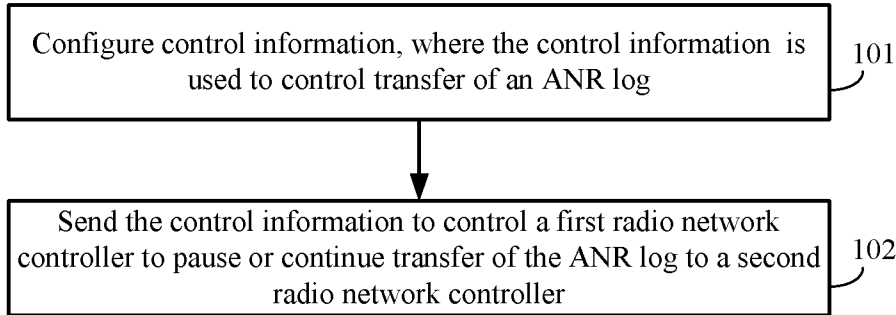 Configure control information, where the control information is
used to control transfer of an ANR log
101
Send the control information to control a first radio network
controller to pause or continue transfer of the ANR log to a second
radio network controller
102